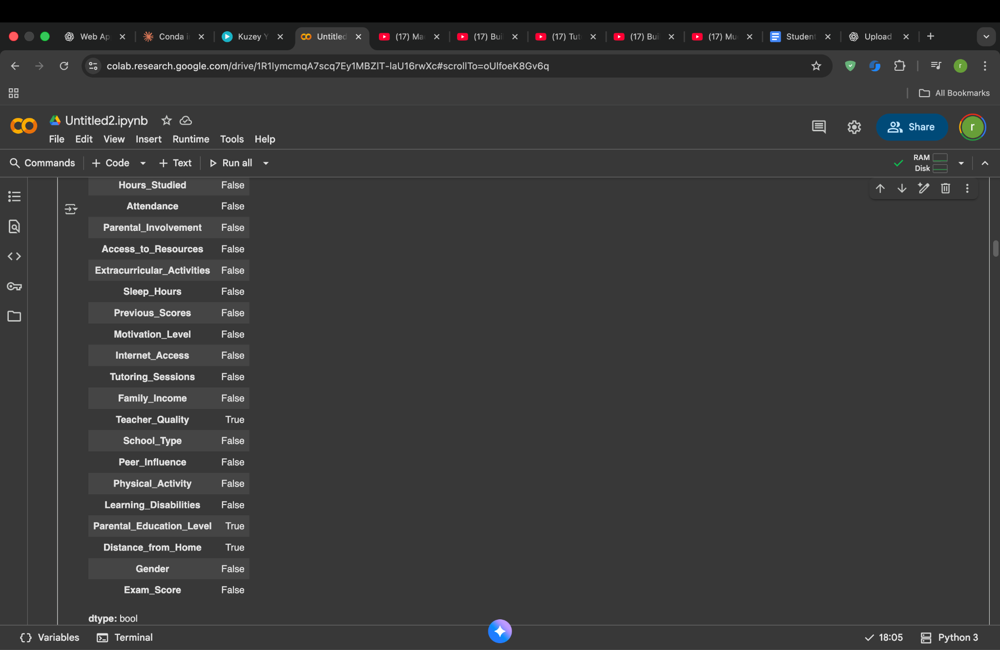 Web Ap
Conda i
Kuzey Y
Untitled
(17) Ma
(17) Bui
(17) Tut
(17) Bui
(17) Mu
Student
Upload
colab.research.google.com/drive/1R1lymcmqA7scq7Ey1MBZIT-laU16rwXc#scrollTo=oUlfoeK8Gv6q
r
All Bookmarks
CO
Untitled2.ipynb
File Edit View Insert Runtime Tools Help
Share
r
Commands + Code + Text Run all
RAM
Disk
Hours_Studied False
Attendance False
Parental_Involvement False
Access_to_Resources False
Extracurricular_Activities False
Sleep_Hours False
Previous_Scores False
Motivation_Level False
Internet_Access False
Tutoring_Sessions False
Family_Income False
Teacher_Quality True
School_Type False
Peer_Influence False
Physical_Activity False
Learning_Disabilities False
Parental_Education_Level True
Distance_from_Home True
Gender False
Exam_Score False
dtype: bool
Variables Terminal
18:05 Python 3